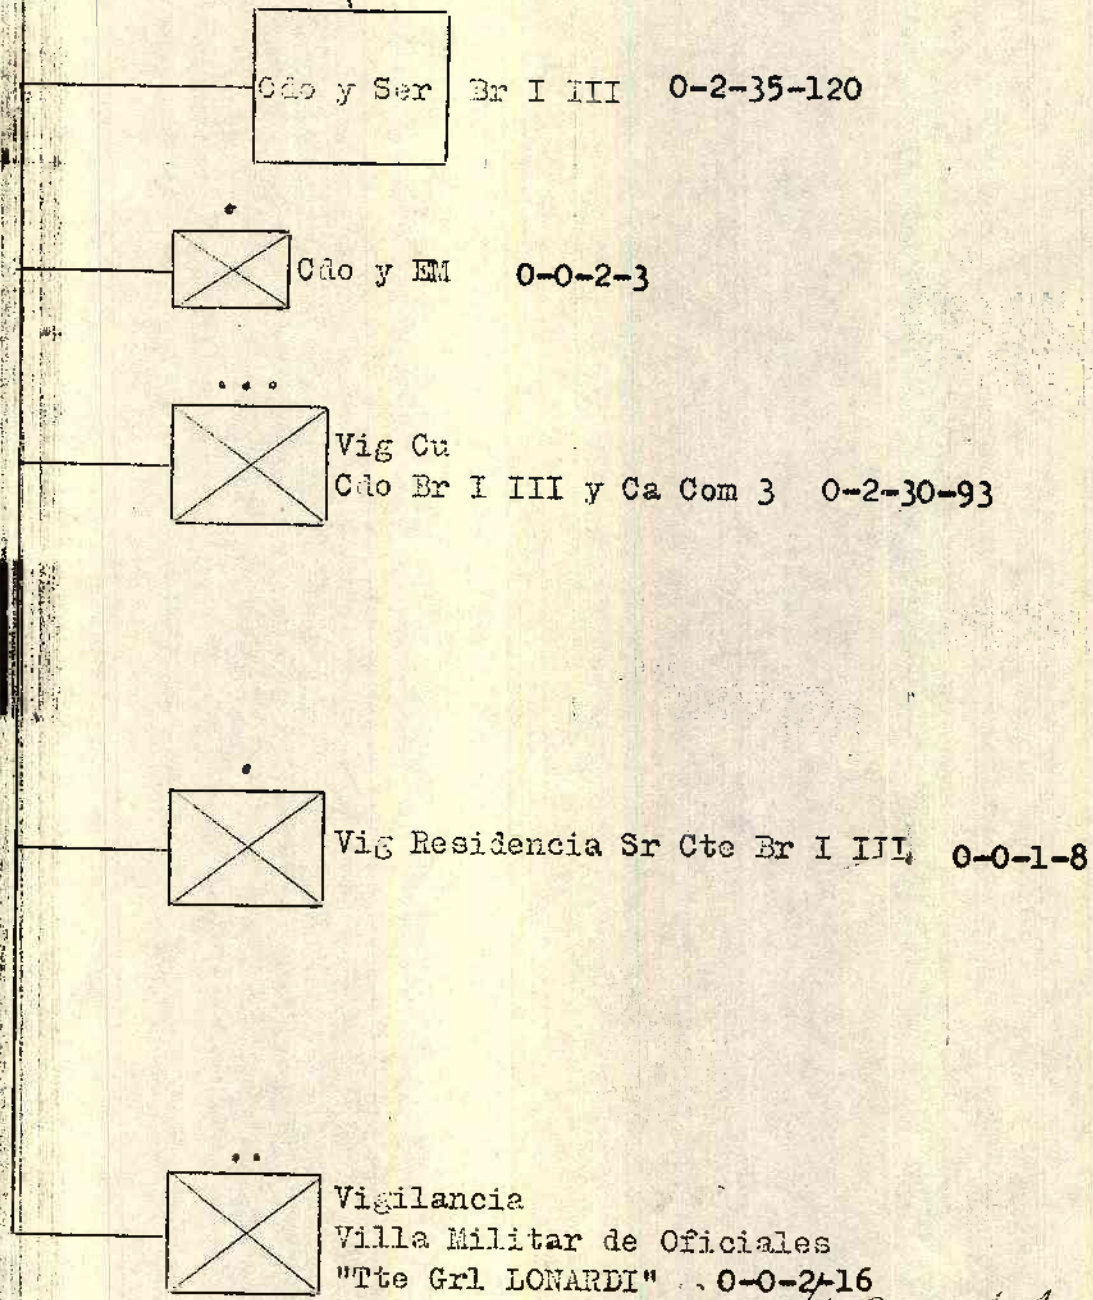 Cdo y Ser Br I III 0-2-35-120
Cdo y EM 0-0-2-3
Vig Cu
Cdo Br I III y Ca Com 3 0-2-30-93
Vig Residencia Sr Cte Br I III 0-0-1-8
Vigilancia
Villa Militar de Oficiales
"Tte Grl LONARDI" 0-0-2-16